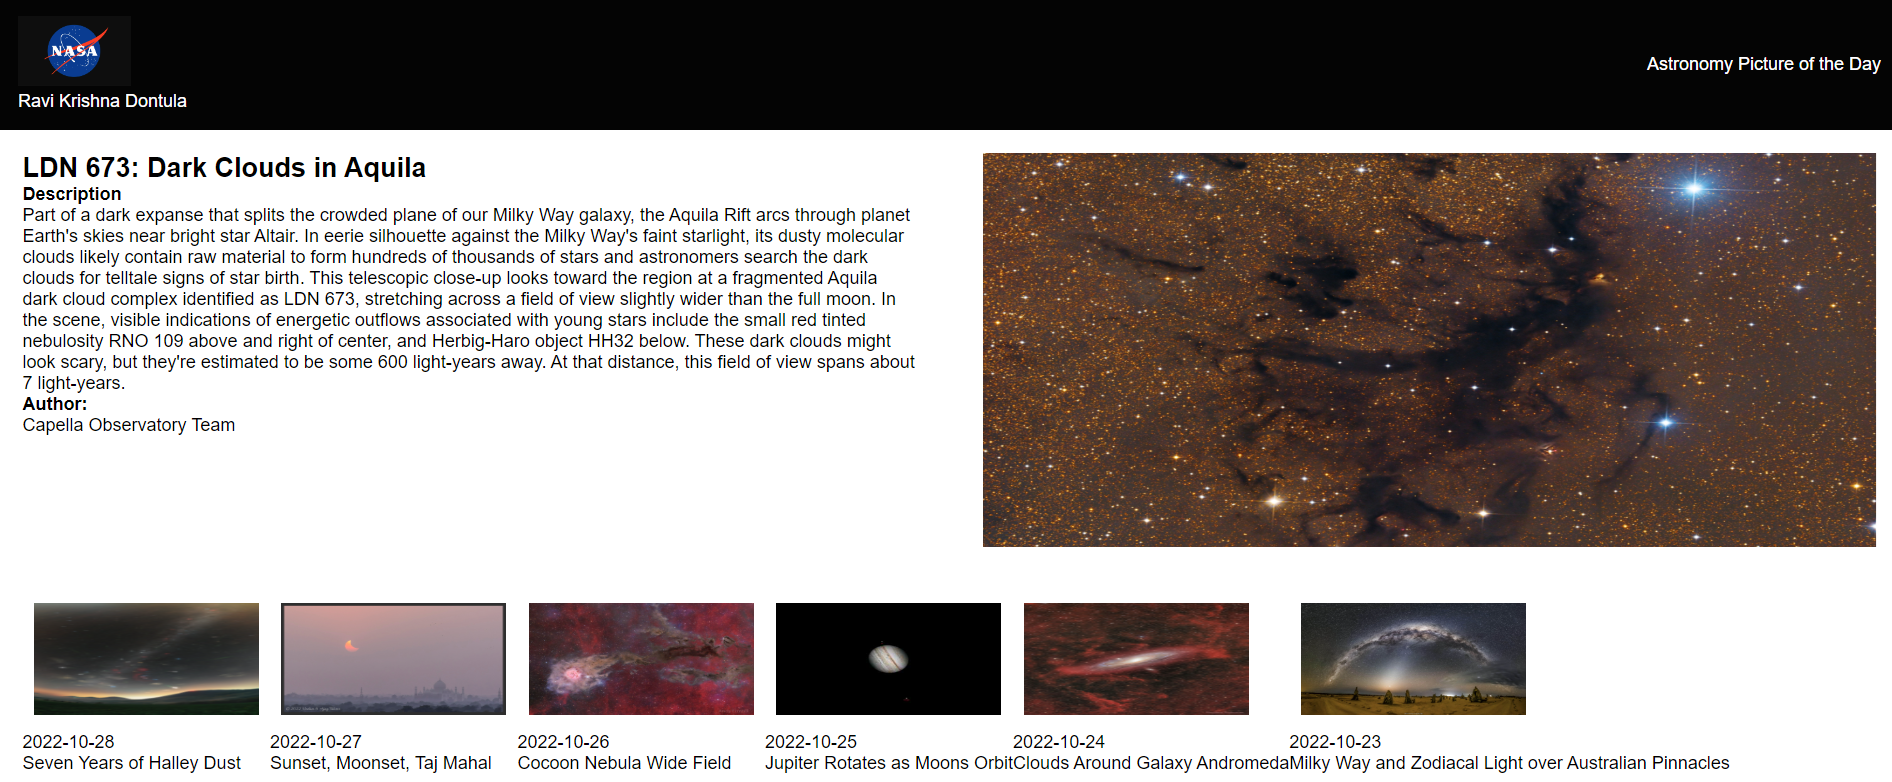 NASA
Ravi Krishna Dontula
Astronomy Picture of the Day
LDN 673: Dark Clouds in Aquila
Description
Part of a dark expanse that splits the crowded plane of our Milky Way galaxy, the Aquila Rift arcs through planet
Earth's skies near bright star Altair. In eerie silhouette against the Milky Way's faint starlight, its dusty molecular
clouds likely contain raw material to form hundreds of thousands of stars and astronomers search the dark
clouds for telltale signs of star birth. This telescopic close-up looks toward the region at a fragmented Aquila
dark cloud complex identified as LDN 673, stretching across a field of view slightly wider than the full moon. In
the scene, visible indications of energetic outflows associated with young stars include the small red tinted
nebulosity RNO 109 above and right of center, and Herbig-Haro object HH32 below. These dark clouds might
look scary, but they're estimated to be some 600 light-years away. At that distance, this field of view spans about
7 light-years.
Author:
Capella Observatory Team
2022-10-28
Seven Years of Halley Dust
2022-10-27
Sunset, Moonset, Taj Mahal
2022-10-26
Cocoon Nebula Wide Field
2022-10-25
Jupiter Rotates as Moons Orbit
2022-10-24
Clouds Around Galaxy Andromeda
2022-10-23
Milky Way and Zodiacal Light over Australian Pinnacles